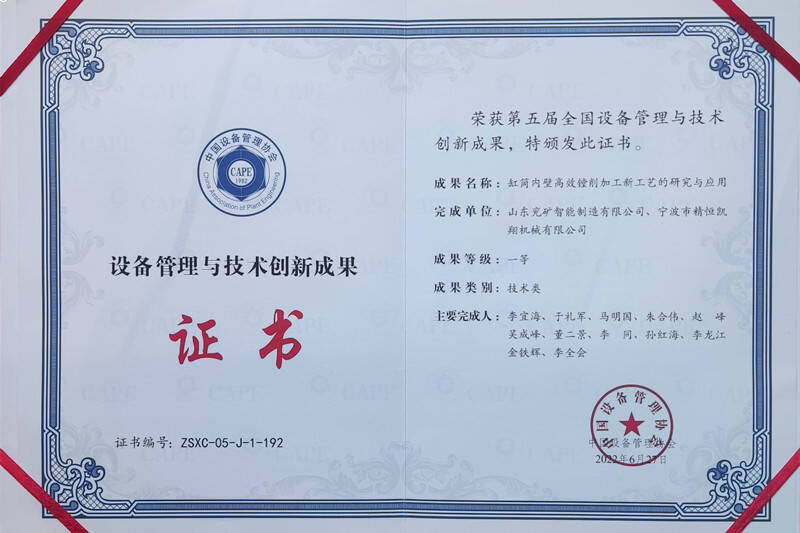 中国设备管理协会
CAPE
1982
China Association of Plant Engineering
设备管理与技术创新成果
证书
证书编号：ZSXC-05-J-1-192
荣获第五届全国设备管理与技术
创新成果，特颁发此证书。
成果名称：缸筒内壁高效镗削加工新工艺的研究与应用
完成单位：山东兖矿智能制造有限公司、宁波市精恒凯
翔机械有限公司
成果等级：一等
成果类别：技术类
主要完成人：李宜海、于礼军、马明国、朱合伟、赵　峰
吴成峰、董二景、李　同、孙红海、李龙江
金铁辉、李全会
中国设备管理协会
中国设备管理协会
2022年6月27日